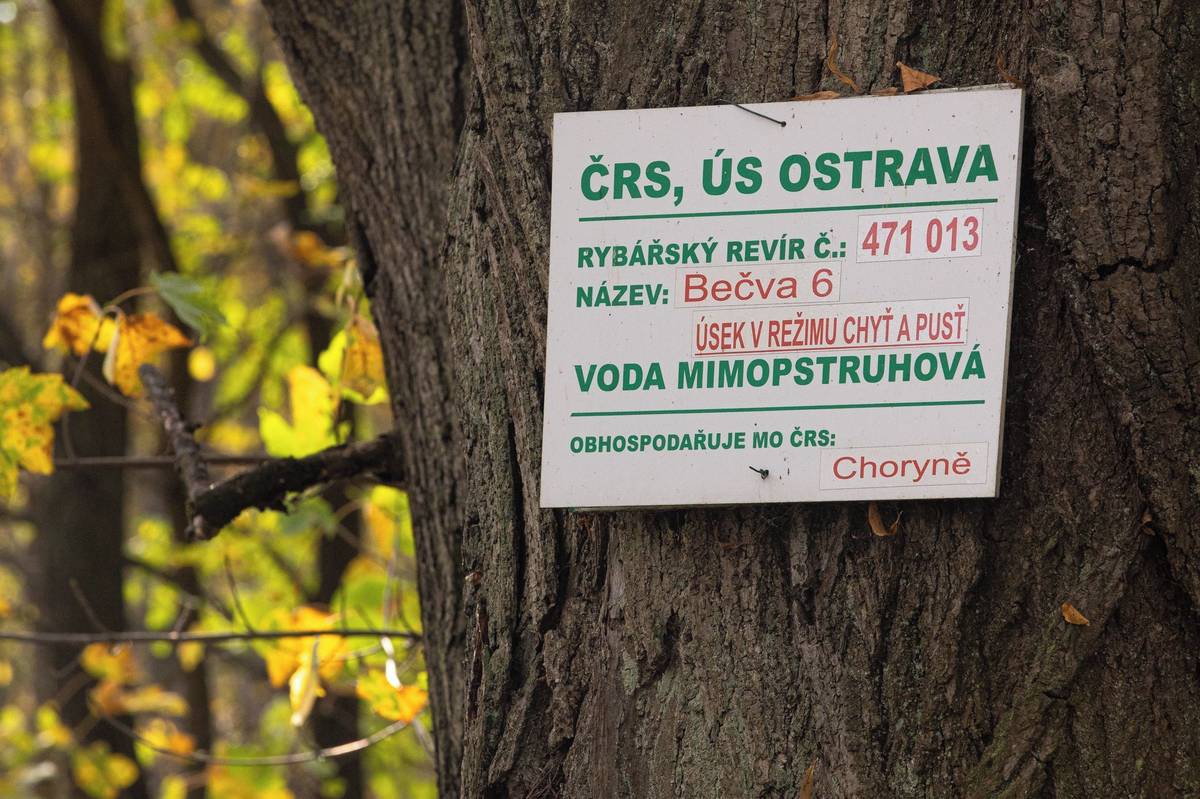 ČRS, ÚS OSTRAVA
RYBÁŘSKÝ REVÍR Č.: 471 013
NÁZEV: Bečva 6
ÚSEK V REŽIMU CHYŤ A PUSŤ
VODA MIMOPSTRUHOVÁ
OBHOSPODAŘUJE MO ČRS:
Choryně